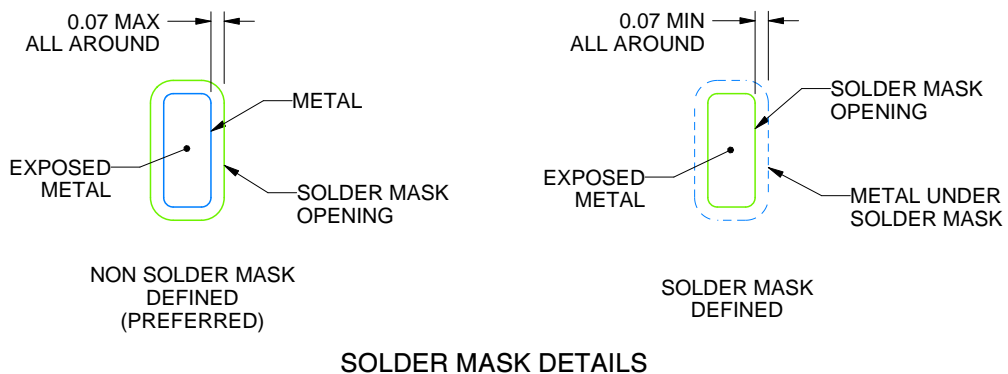 0.07 MAX
ALL AROUND
METAL
EXPOSED
METAL
SOLDER MASK
OPENING
NON SOLDER MASK
DEFINED
(PREFERRED)
0.07 MIN
ALL AROUND
SOLDER MASK
OPENING
EXPOSED
METAL
METAL UNDER
SOLDER MASK
SOLDER MASK
DEFINED
SOLDER MASK DETAILS